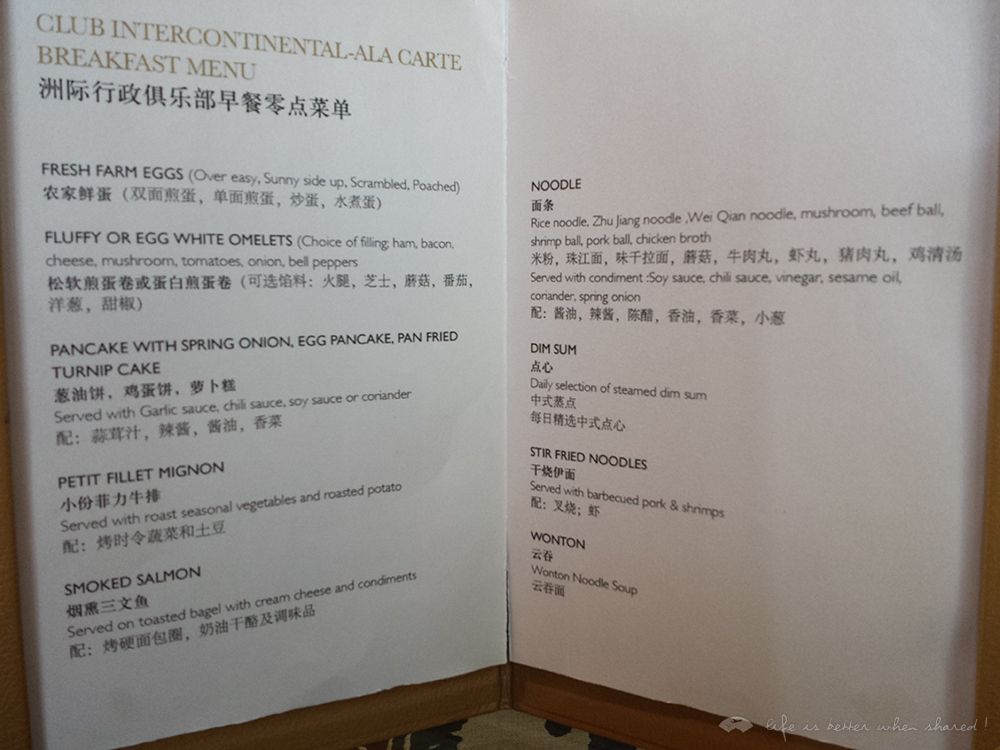 CLUB INTERCONTINENTAL-ALA CARTE
BREAKFAST MENU
洲际行政俱乐部早餐零点菜单
FRESH FARM EGGS (Over easy, Sunny side up, Scrambled, Poached)
农家鲜蛋（双面煎蛋，单面煎蛋，炒蛋，水煮蛋）
FLUFFY OR EGG WHITE OMELETS (Choice of filling: ham, bacon,
cheese, mushroom, tomatoes, onion, bell peppers
松软煎蛋卷或蛋白煎蛋卷（可选馅料：火腿，芝士，蘑菇，番茄，
洋葱，甜椒）
PANCAKE WITH SPRING ONION, EGG PANCAKE, PAN FRIED
TURNIP CAKE
葱油饼，鸡蛋饼，萝卜糕
Served with Garlic sauce, chili sauce, soy sauce or coriander
配：蒜茸汁，辣酱，酱油，香菜
PETIT FILLET MIGNON
小份菲力牛排
Served with roast seasonal vegetables and roasted potato
配：烤时令蔬菜和土豆
SMOKED SALMON
烟熏三文鱼
Served on toasted bagel with cream cheese and condiments
配：烤硬面包圈，奶油干酪及调味品
NOODLE
面条
Rice noodle, Zhu Jiang noodle ,Wei Qian noodle, mushroom, beef ball,
shrimp ball, pork ball, chicken broth
米粉，珠江面，味千拉面，蘑菇，牛肉丸，虾丸，猪肉丸，鸡清汤
Served with condiment :Soy sauce, chili sauce, vinegar, sesame oil,
coriander, spring onion
配：酱油，辣酱，陈醋，香油，香菜，小葱
DIM SUM
点心
Daily selection of steamed dim sum
中式蒸点
每日精选中式点心
STIR FRIED NOODLES
干烧伊面
Served with barbecued pork & shrimps
配：叉烧；虾
WONTON
云吞
Wonton Noodle Soup
云吞面
life is better when shared !